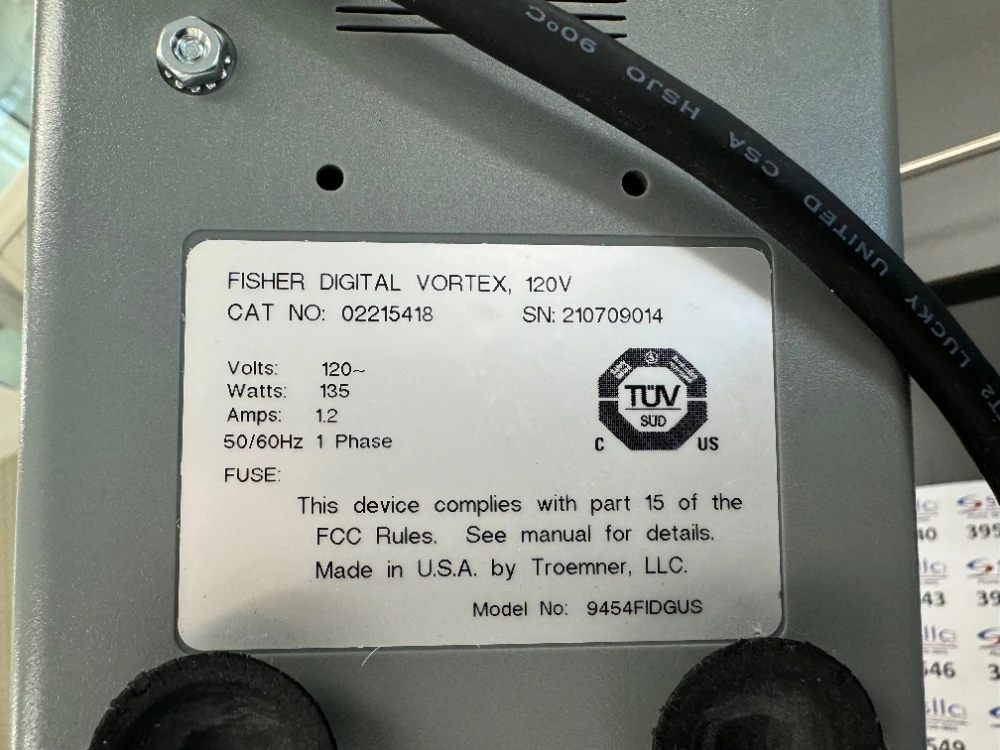 90°C HSJO CSA UNITED LUCKY
FISHER DIGITAL VORTEX, 120V
CAT NO: 02215418 SN: 210709014
Volts: 120~
Watts: 135
Amps: 1.2
50/60Hz 1 Phase
FUSE:
TÜV
SÜD
C US
This device complies with part 15 of the
FCC Rules. See manual for details.
Made in U.S.A. by Troemner, LLC.
Model No: 9454FIDGUS